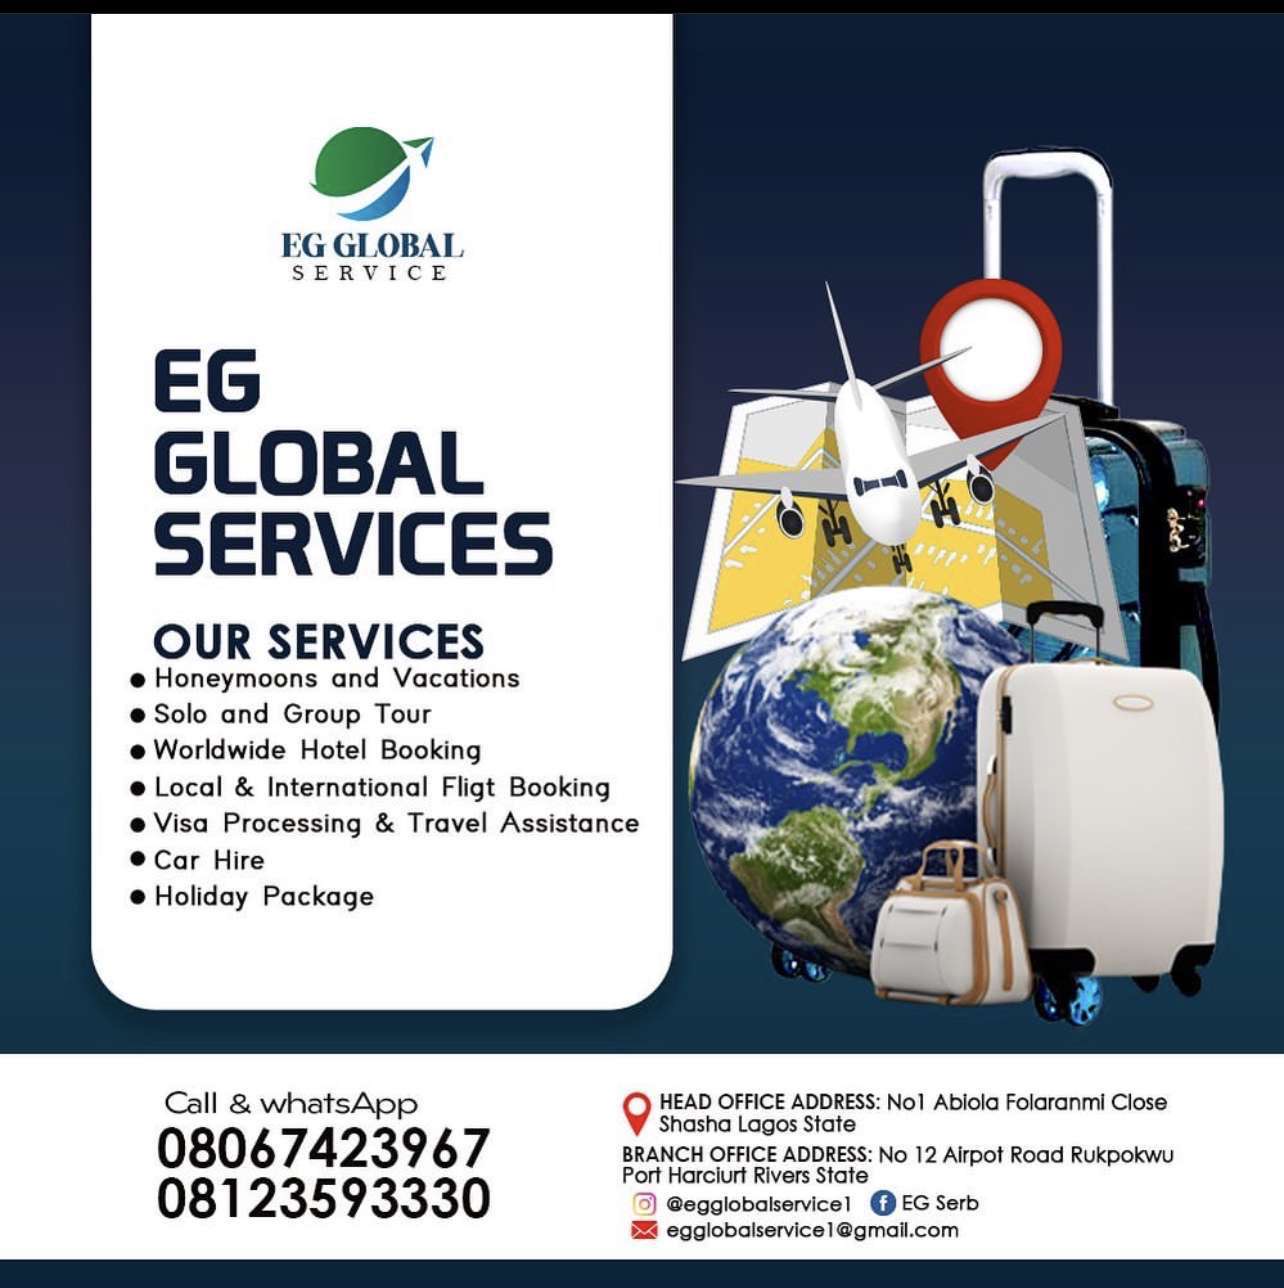 EG GLOBAL
SERVICE
EG
GLOBAL
SERVICES
OUR SERVICES
● Honeymoons and Vacations
● Solo and Group Tour
● Worldwide Hotel Booking
● Local & International Fligt Booking
● Visa Processing & Travel Assistance
● Car Hire
● Holiday Package
Call & whatsApp
08067423967
08123593330
HEAD OFFICE ADDRESS: No1 Abiola Folaranmi Close
Shasha Lagos State
BRANCH OFFICE ADDRESS: No 12 Airpot Road Rukpokwu
Port Harciurt Rivers State
@egglobalservice1 f EG Serb
egglobalservice1@gmail.com